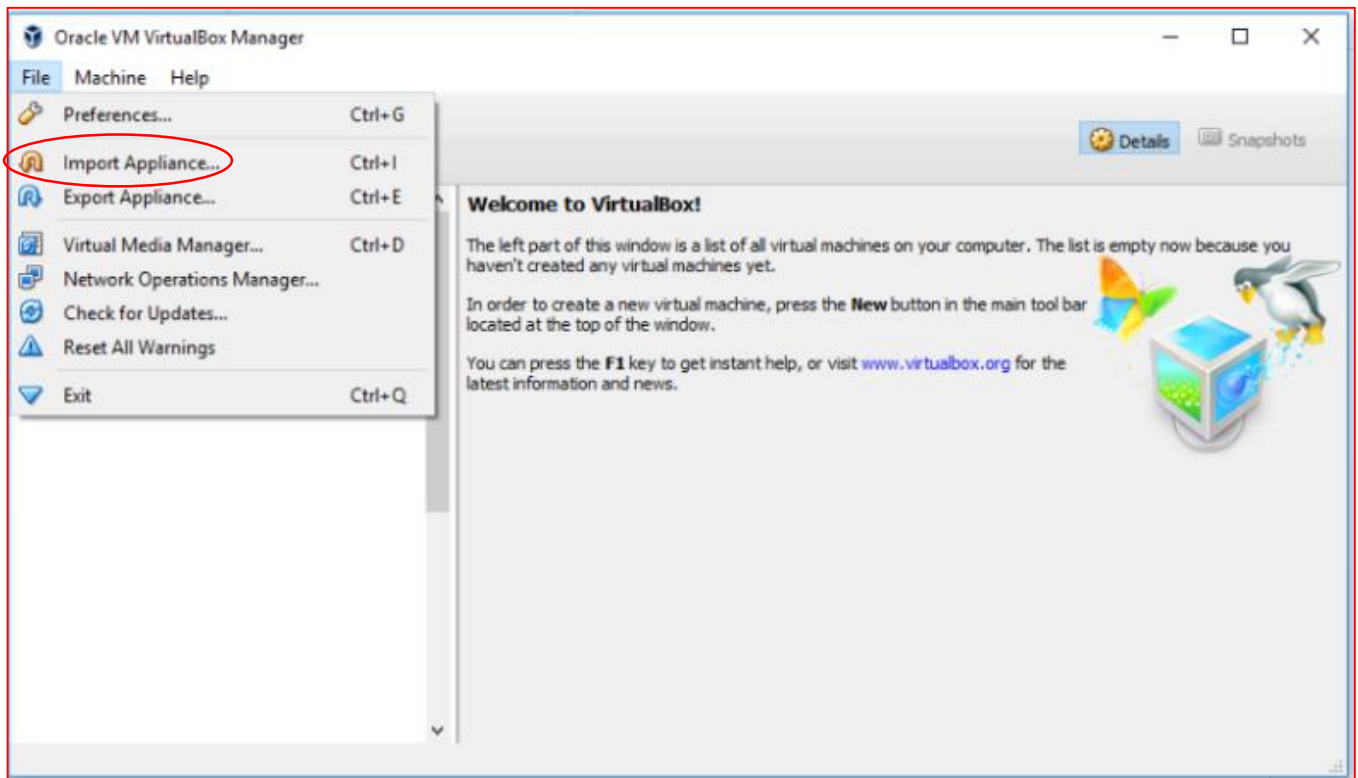 Oracle VM VirtualBox Manager
File Machine Help
Preferences... Ctrl+G
Import Appliance... Ctrl+I
Export Appliance... Ctrl+E
Virtual Media Manager... Ctrl+D
Network Operations Manager...
Check for Updates...
Reset All Warnings
Exit Ctrl+Q
Details Snapshots
Welcome to VirtualBox!
The left part of this window is a list of all virtual machines on your computer. The list is empty now because you
haven't created any virtual machines yet.
In order to create a new virtual machine, press the New button in the main tool bar
located at the top of the window.
You can press the F1 key to get instant help, or visit www.virtualbox.org for the
latest information and news.